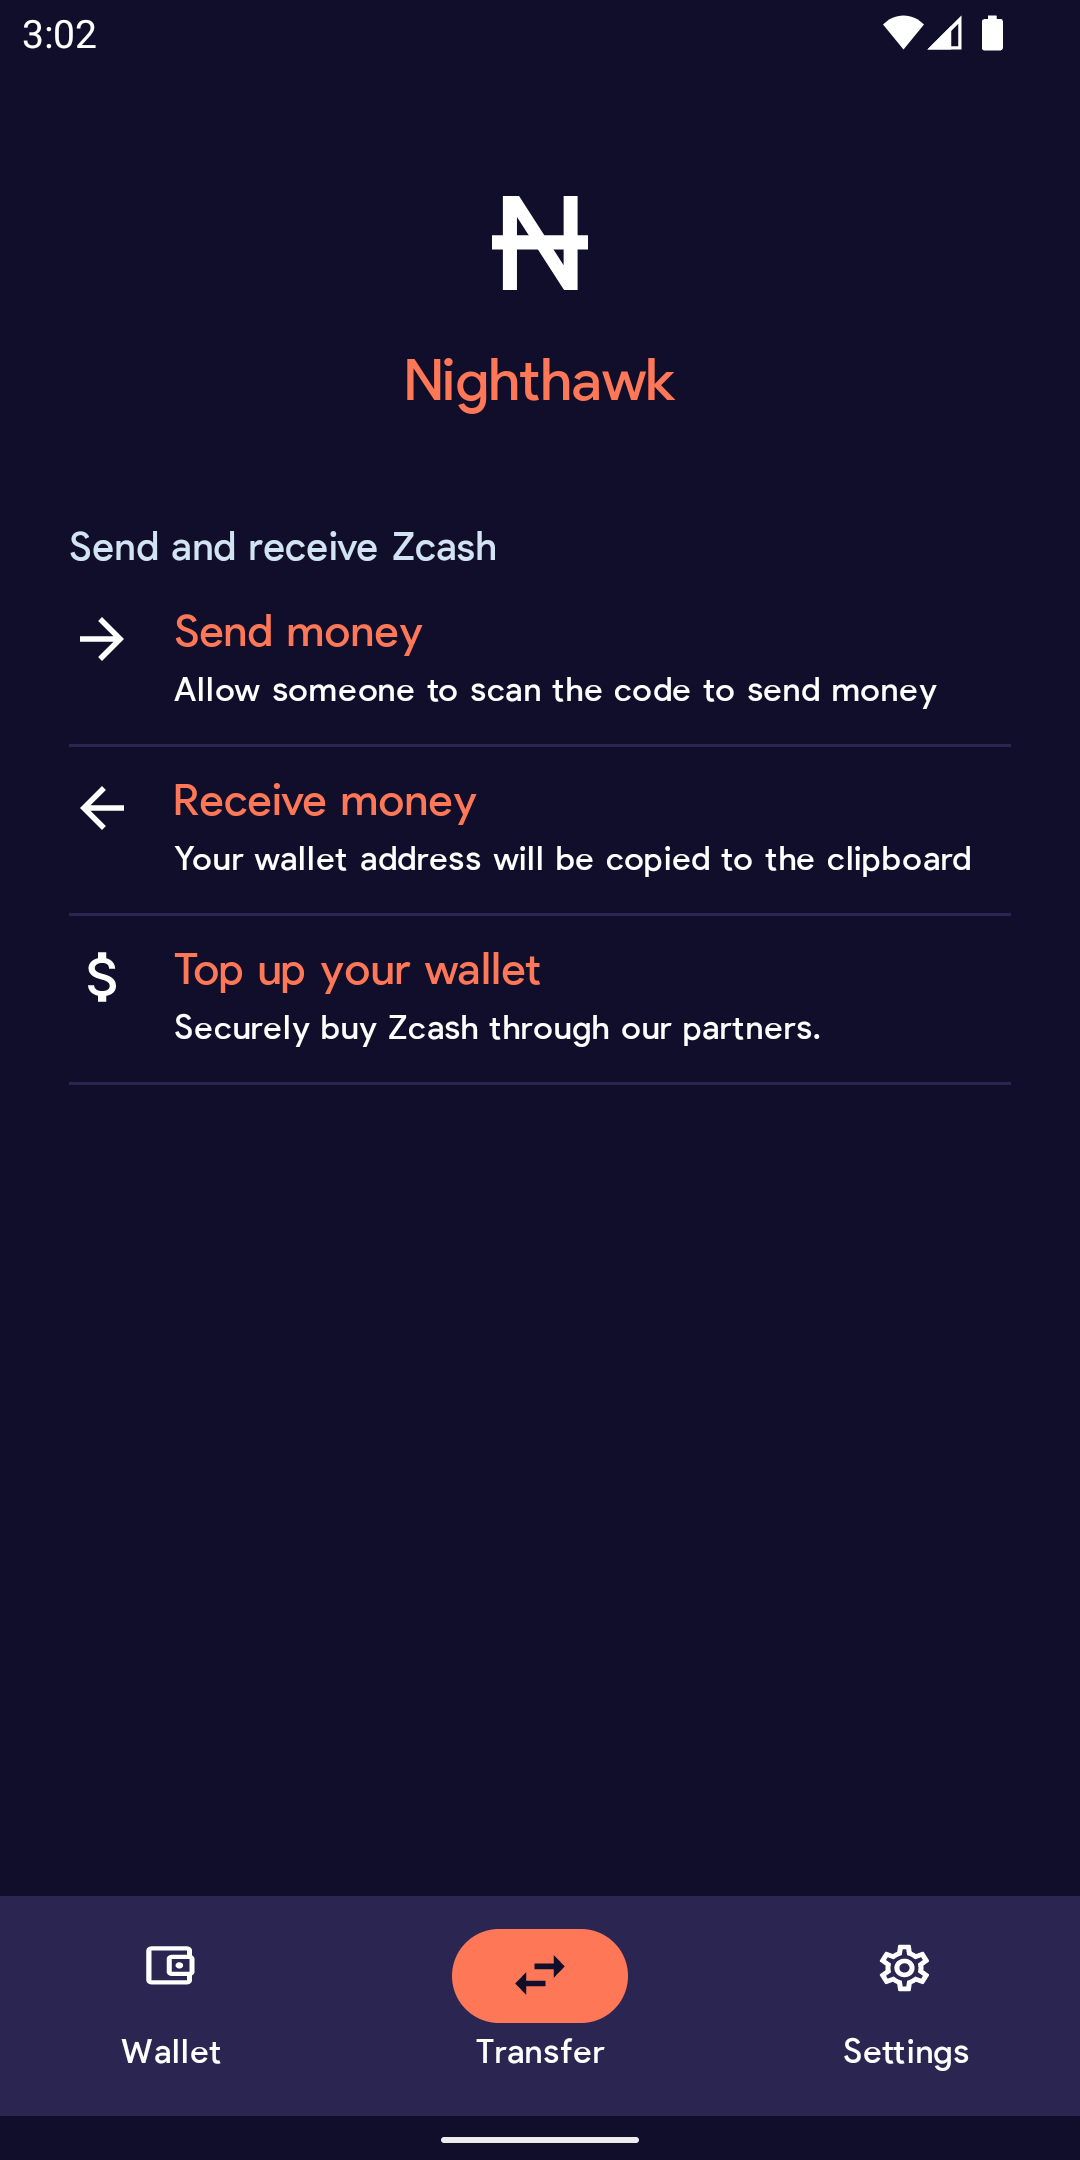 3:02
Nighthawk
Send and receive Zcash
Send money
Allow someone to scan the code to send money
Receive money
Your wallet address will be copied to the clipboard
Top up your wallet
Securely buy Zcash through our partners.
Wallet
Transfer
Settings